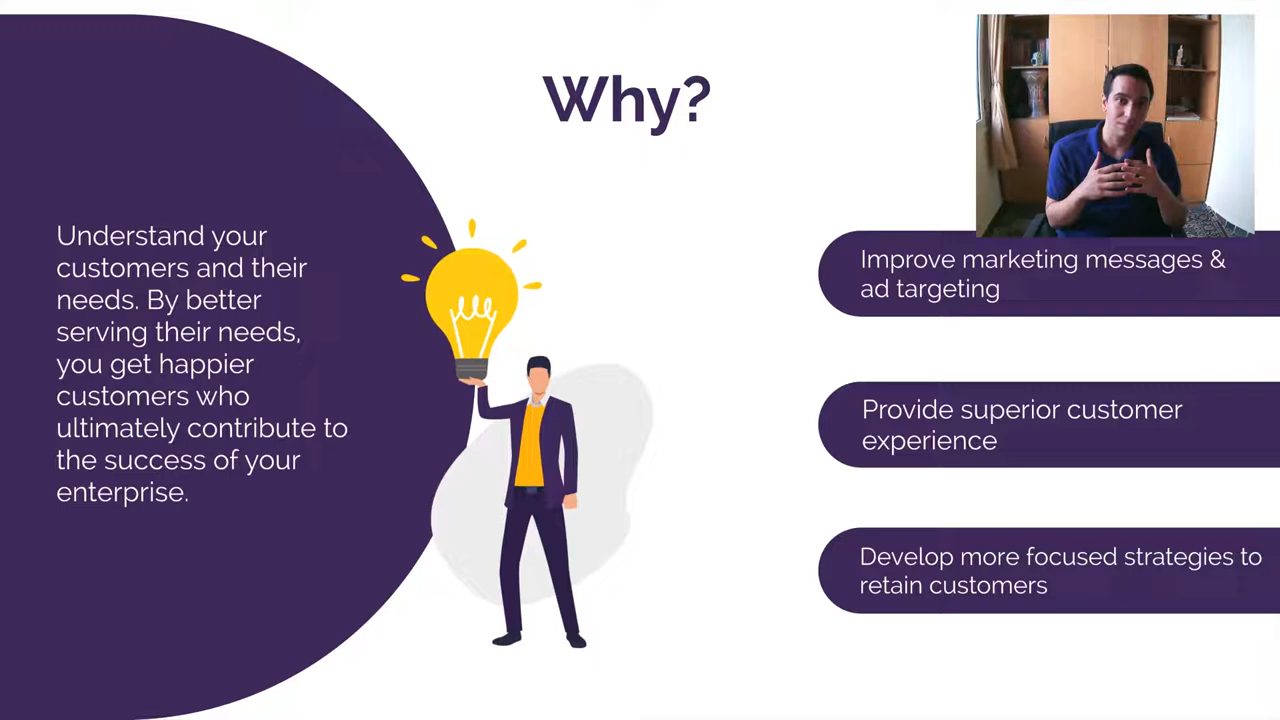 Why?
Understand your
customers and their
needs. By better
serving their needs,
you get happier
customers who
ultimately contribute to
the success of your
enterprise.
Improve marketing messages &
ad targeting
Provide superior customer
experience
Develop more focused strategies to
retain customers